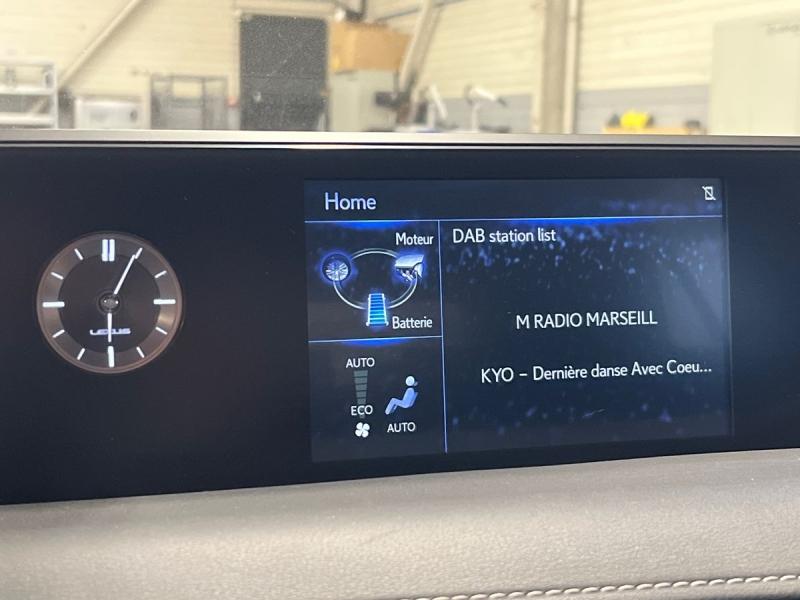 Home
Moteur
Batterie
DAB station list
M RADIO MARSEILL
KYO – Dernière danse Avec Coeu...
AUTO
ECO
AUTO
LEXUS